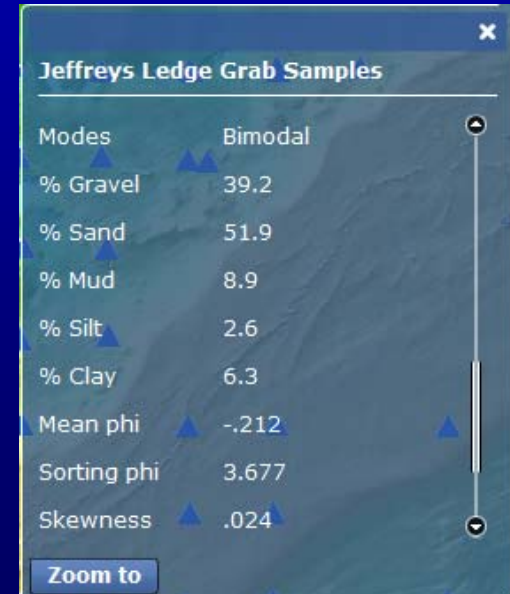 Jeffreys Ledge Grab Samples
Modes Bimodal
% Gravel 39.2
% Sand 51.9
% Mud 8.9
% Silt 2.6
% Clay 6.3
Mean phi -.212
Sorting phi 3.677
Skewness .024
Zoom to